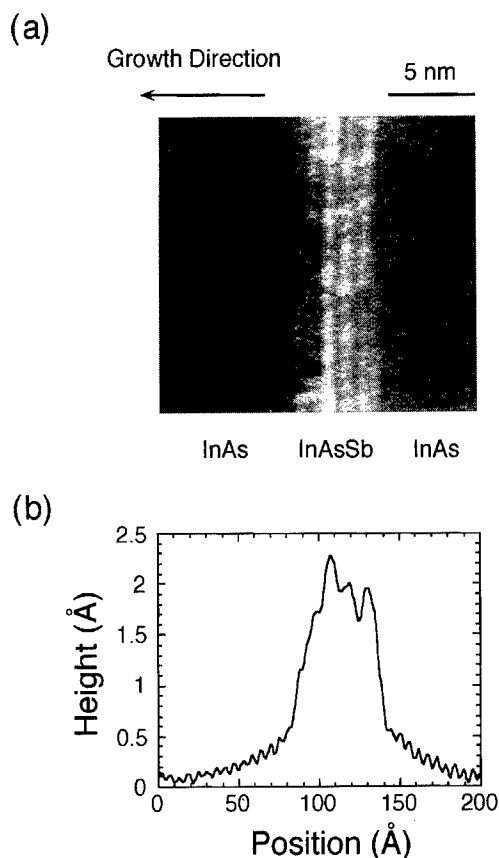 (a)
Growth Direction
5 nm
InAs InAsSb InAs
(b)
2.5
2
1.5
1
0.5
0
Height (Å)
0 50 100 150 200
Position (Å)